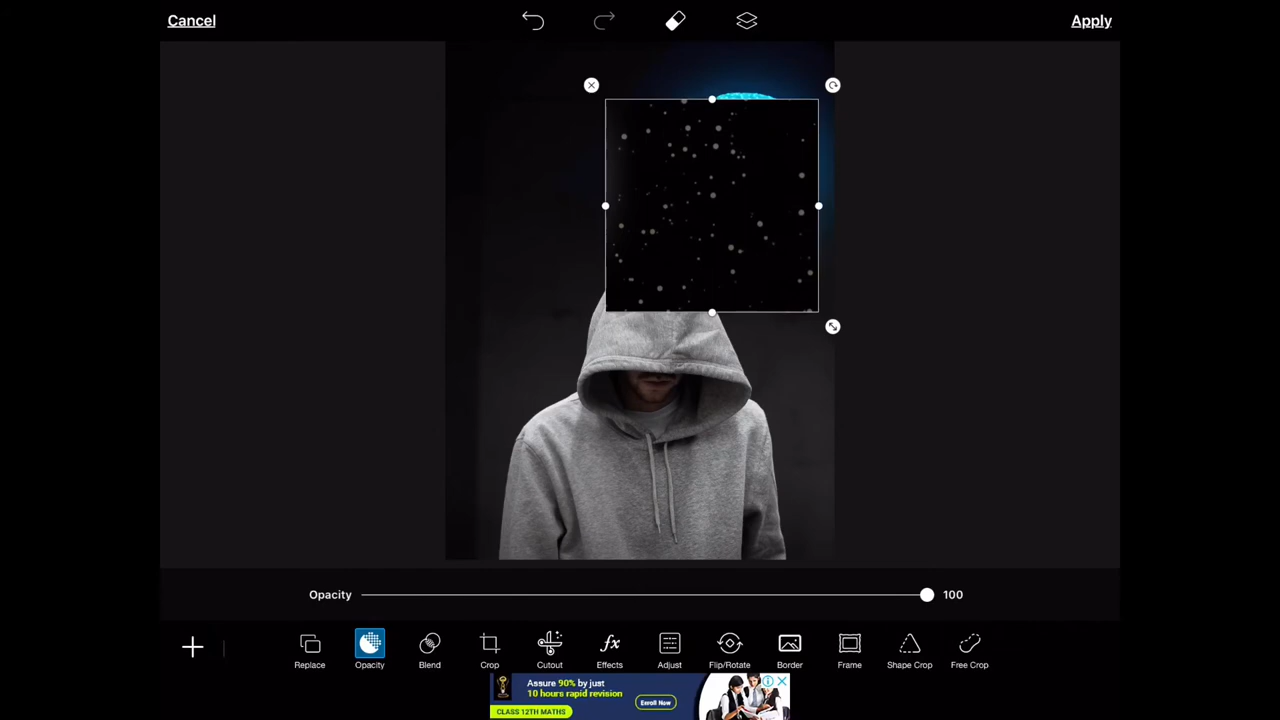 Cancel
Apply
Opacity 100
Replace Opacity Blend Crop Cutout Effects Adjust Flip/Rotate Border Frame Shape Crop Free Crop
Assure 90% by just
10 hours rapid revision
Enroll Now
CLASS 12TH MATHS